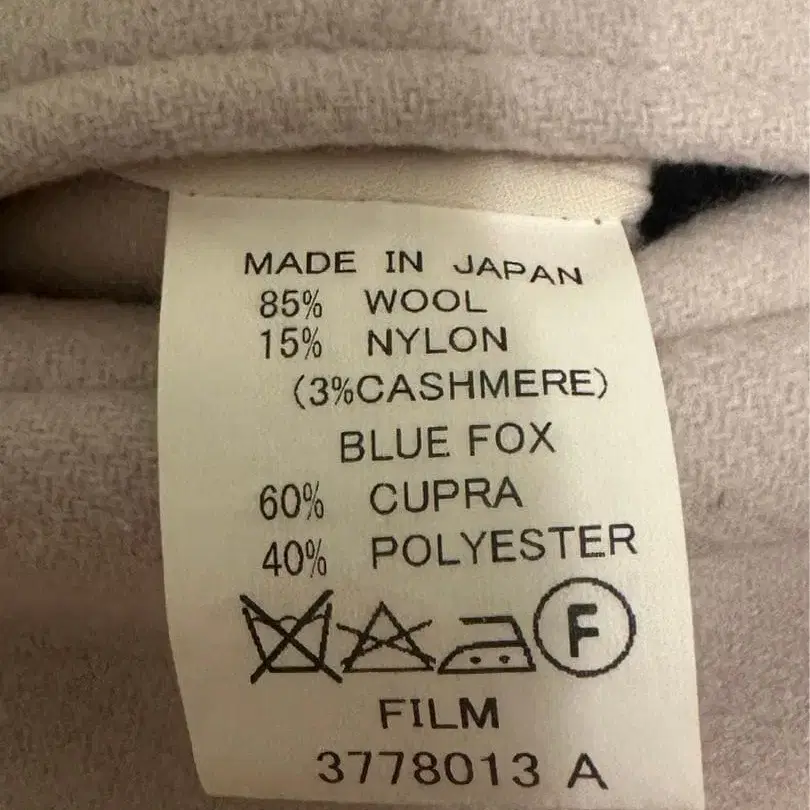 MADE IN JAPAN
85% WOOL
15% NYLON
(3%CASHMERE)
BLUE FOX
60% CUPRA
40% POLYESTER
F
FILM
3778013 A